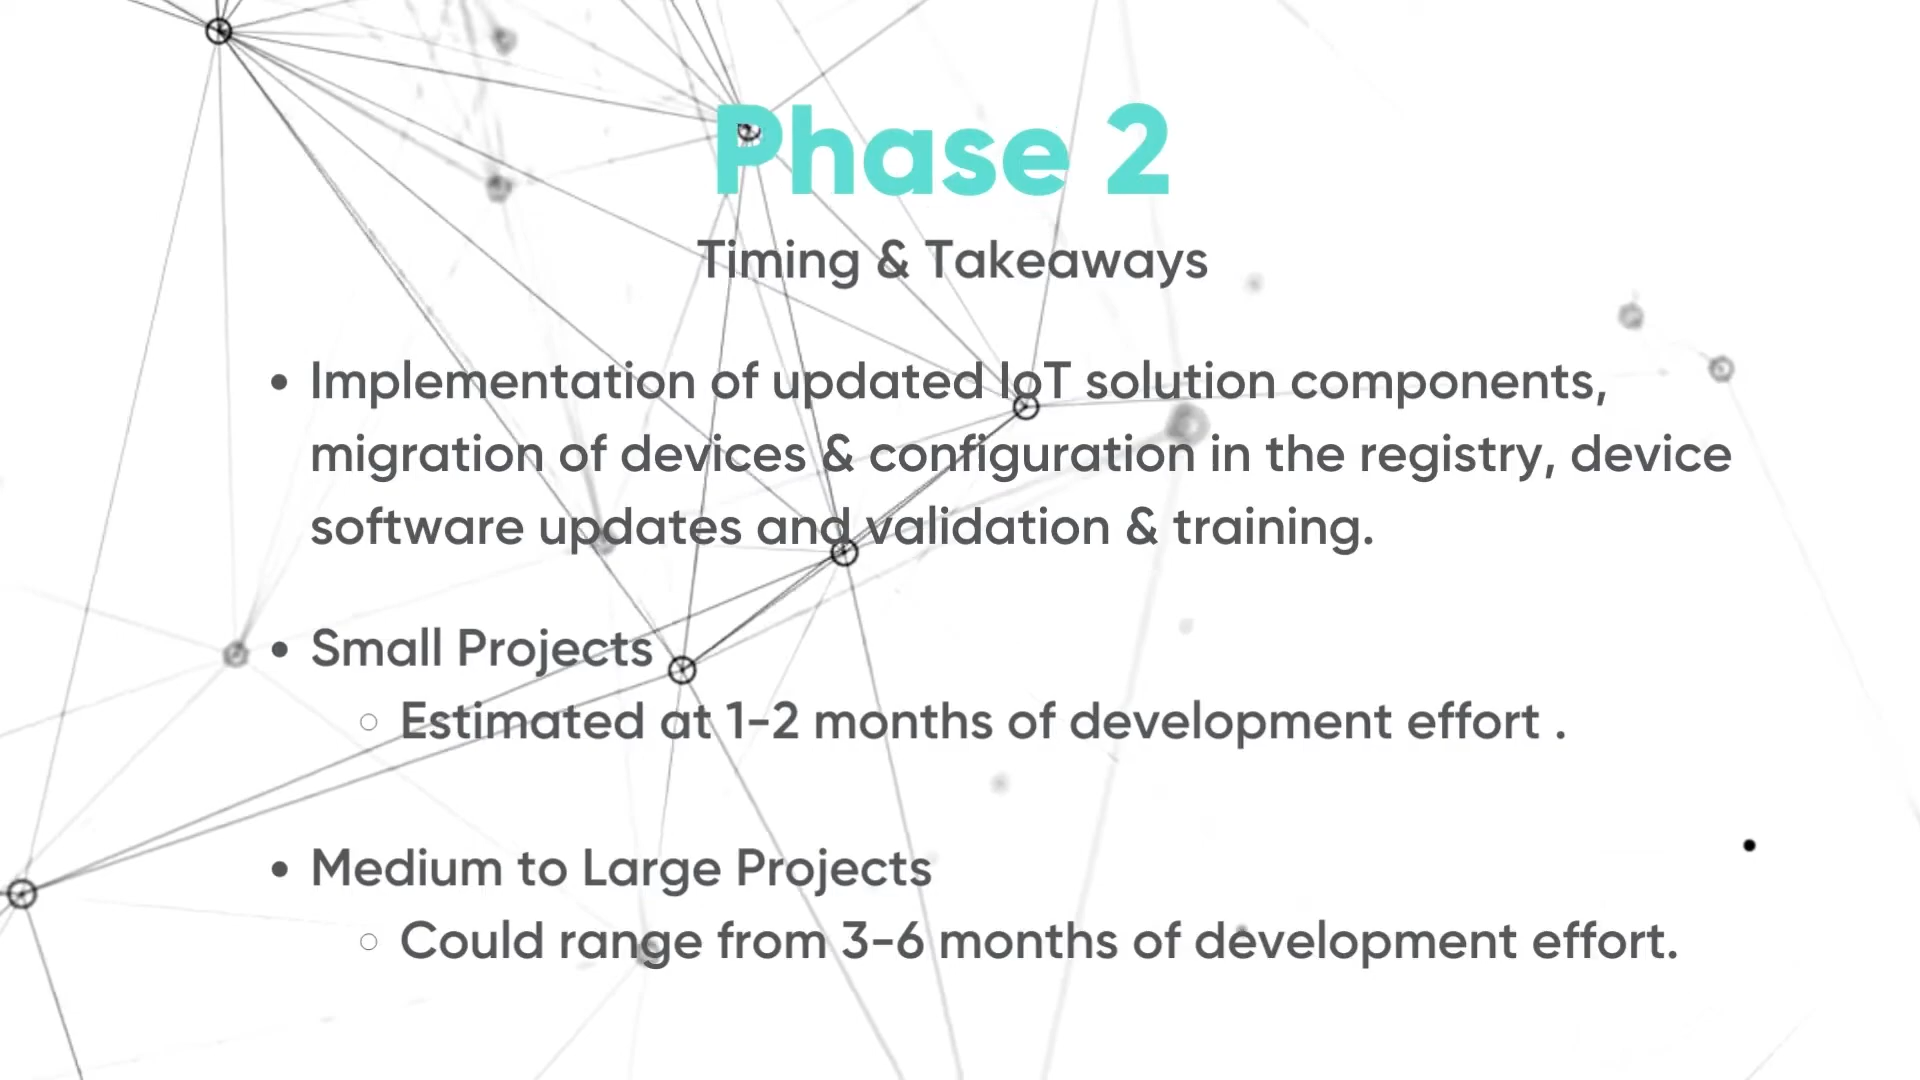 Phase 2
Timing & Takeaways
• Implementation of updated IoT solution components,
migration of devices & configuration in the registry, device
software updates and validation & training.
• Small Projects
○ Estimated at 1-2 months of development effort .
• Medium to Large Projects
○ Could range from 3-6 months of development effort.